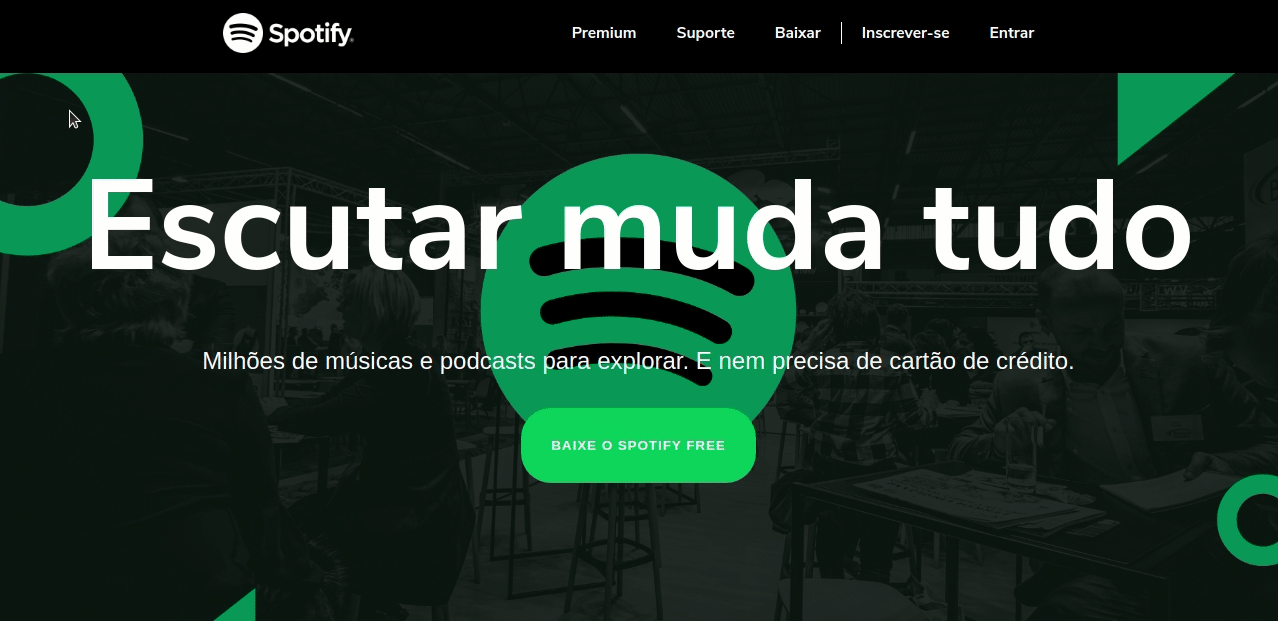 Spotify
Premium Suporte Baixar Inscrever-se Entrar
Escutar muda tudo
Milhões de músicas e podcasts para explorar. E nem precisa de cartão de crédito.
BAIXE O SPOTIFY FREE